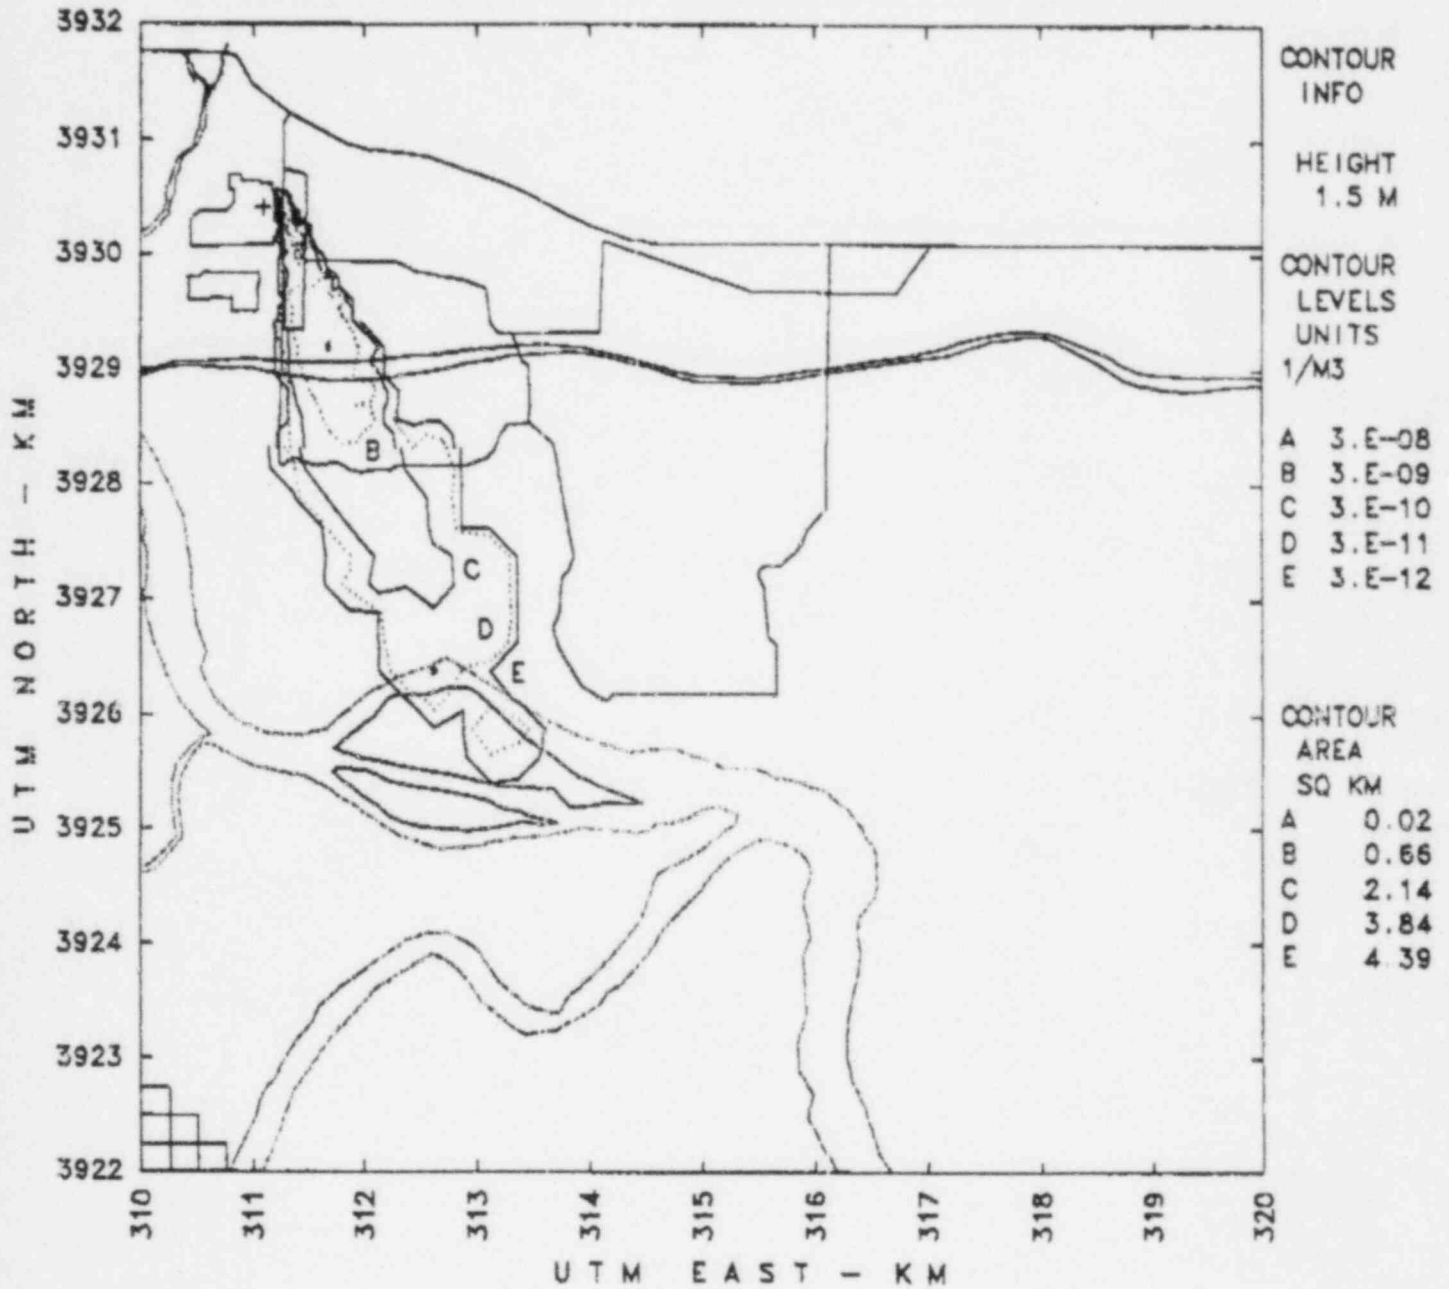 3932
3931
3930
3929
3928
3927
3926
3925
3924
3923
3922
UTM NORTH - KM
310
311
312
313
314
315
316
317
318
319
320
UTM EAST - KM
B
C
D
E
CONTOUR
INFO
HEIGHT
1.5 M
CONTOUR
LEVELS
UNITS
1/M3
A 3.E-08
B 3.E-09
C 3.E-10
D 3.E-11
E 3.E-12
CONTOUR
AREA
SQ KM
A 0.02
B 0.66
C 2.14
D 3.84
E 4.39